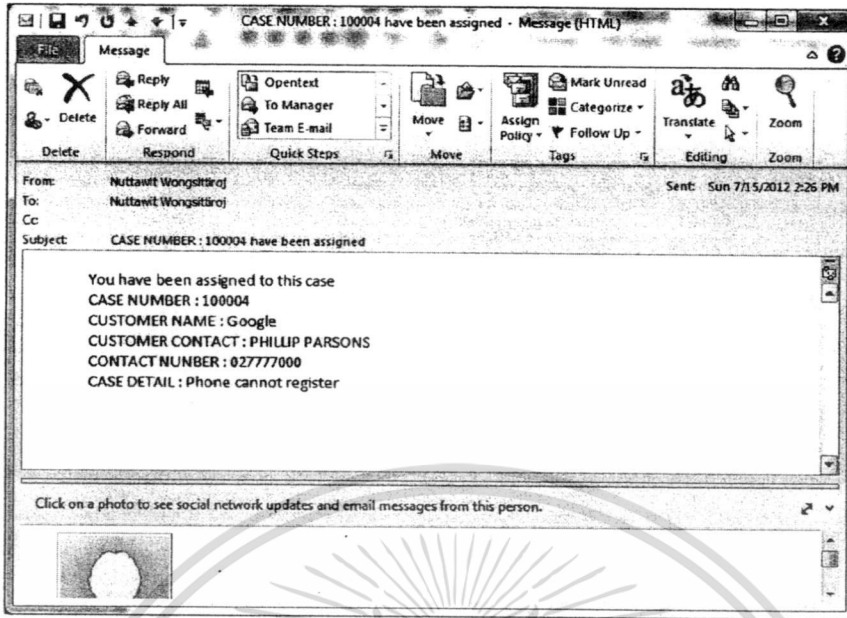 CASE NUMBER : 100004 have been assigned - Message (HTML)
File Message
Delete
Reply
Reply All
Forward
Opentext
To Manager
Team E-mail
Move
Assign Policy
Mark Unread
Categorize
Follow Up
Translate
Zoom
Delete Respond Quick Steps Move Tags Editing Zoom
From: Nuttawit Wongsittiroj Sent: Sun 7/15/2012 2:26 PM
To: Nuttawit Wongsittiroj
Cc
Subject: CASE NUMBER : 100004 have been assigned
You have been assigned to this case
CASE NUMBER : 100004
CUSTOMER NAME : Google
CUSTOMER CONTACT : PHILLIP PARSONS
CONTACT NUNBER : 027777000
CASE DETAIL : Phone cannot register
Click on a photo to see social network updates and email messages from this person.